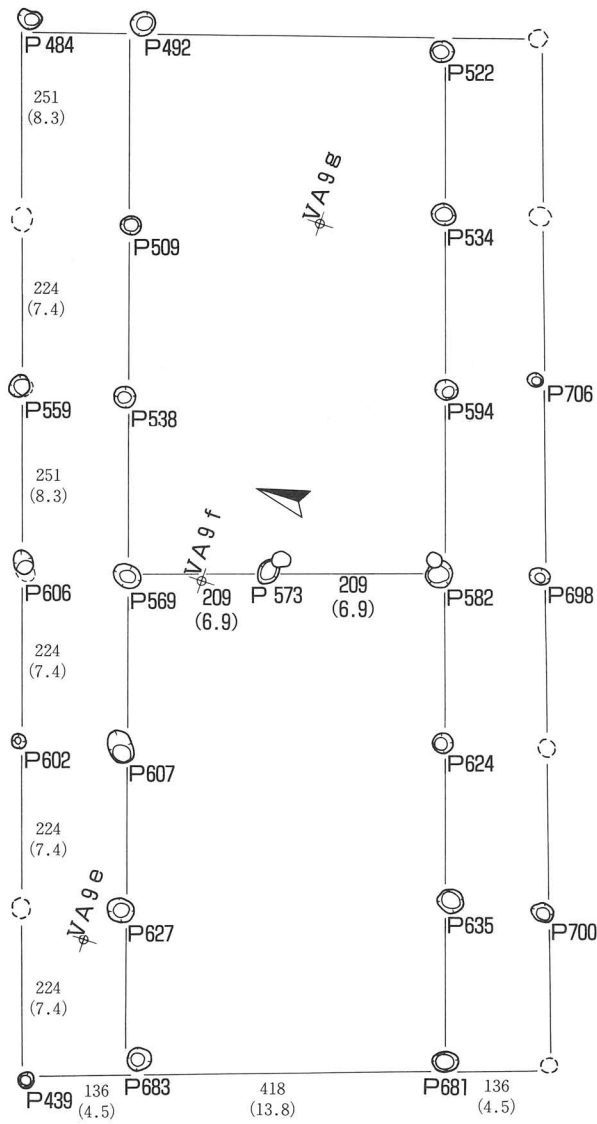 P484
P492
P522
251
(8.3)
VA9g
P509
P534
224
(7.4)
P559
P538
P594
P706
251
(8.3)
VA9f
P606
P569
209
(6.9)
P573
209
(6.9)
P582
P698
224
(7.4)
P602
P607
P624
224
(7.4)
VA9e
P627
P635
P700
224
(7.4)
P439
136
(4.5)
P683
418
(13.8)
P681
136
(4.5)